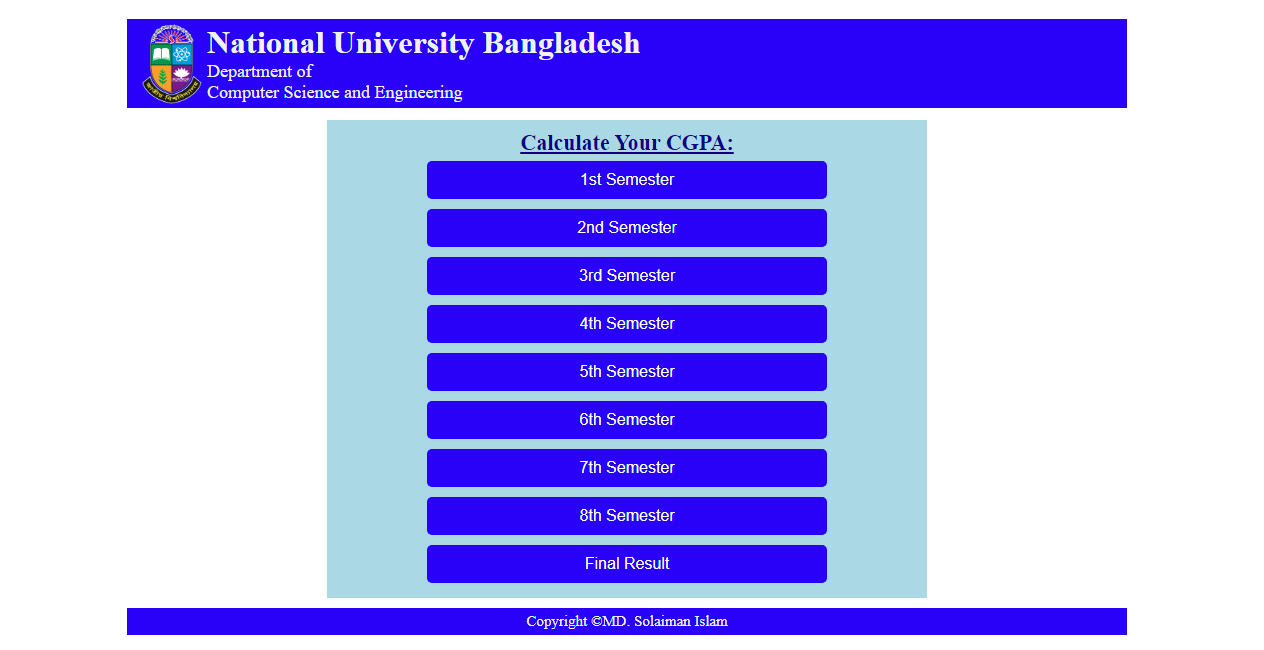 National University Bangladesh
Department of
Computer Science and Engineering
Calculate Your CGPA:
1st Semester
2nd Semester
3rd Semester
4th Semester
5th Semester
6th Semester
7th Semester
8th Semester
Final Result
Copyright ©MD. Solaiman Islam